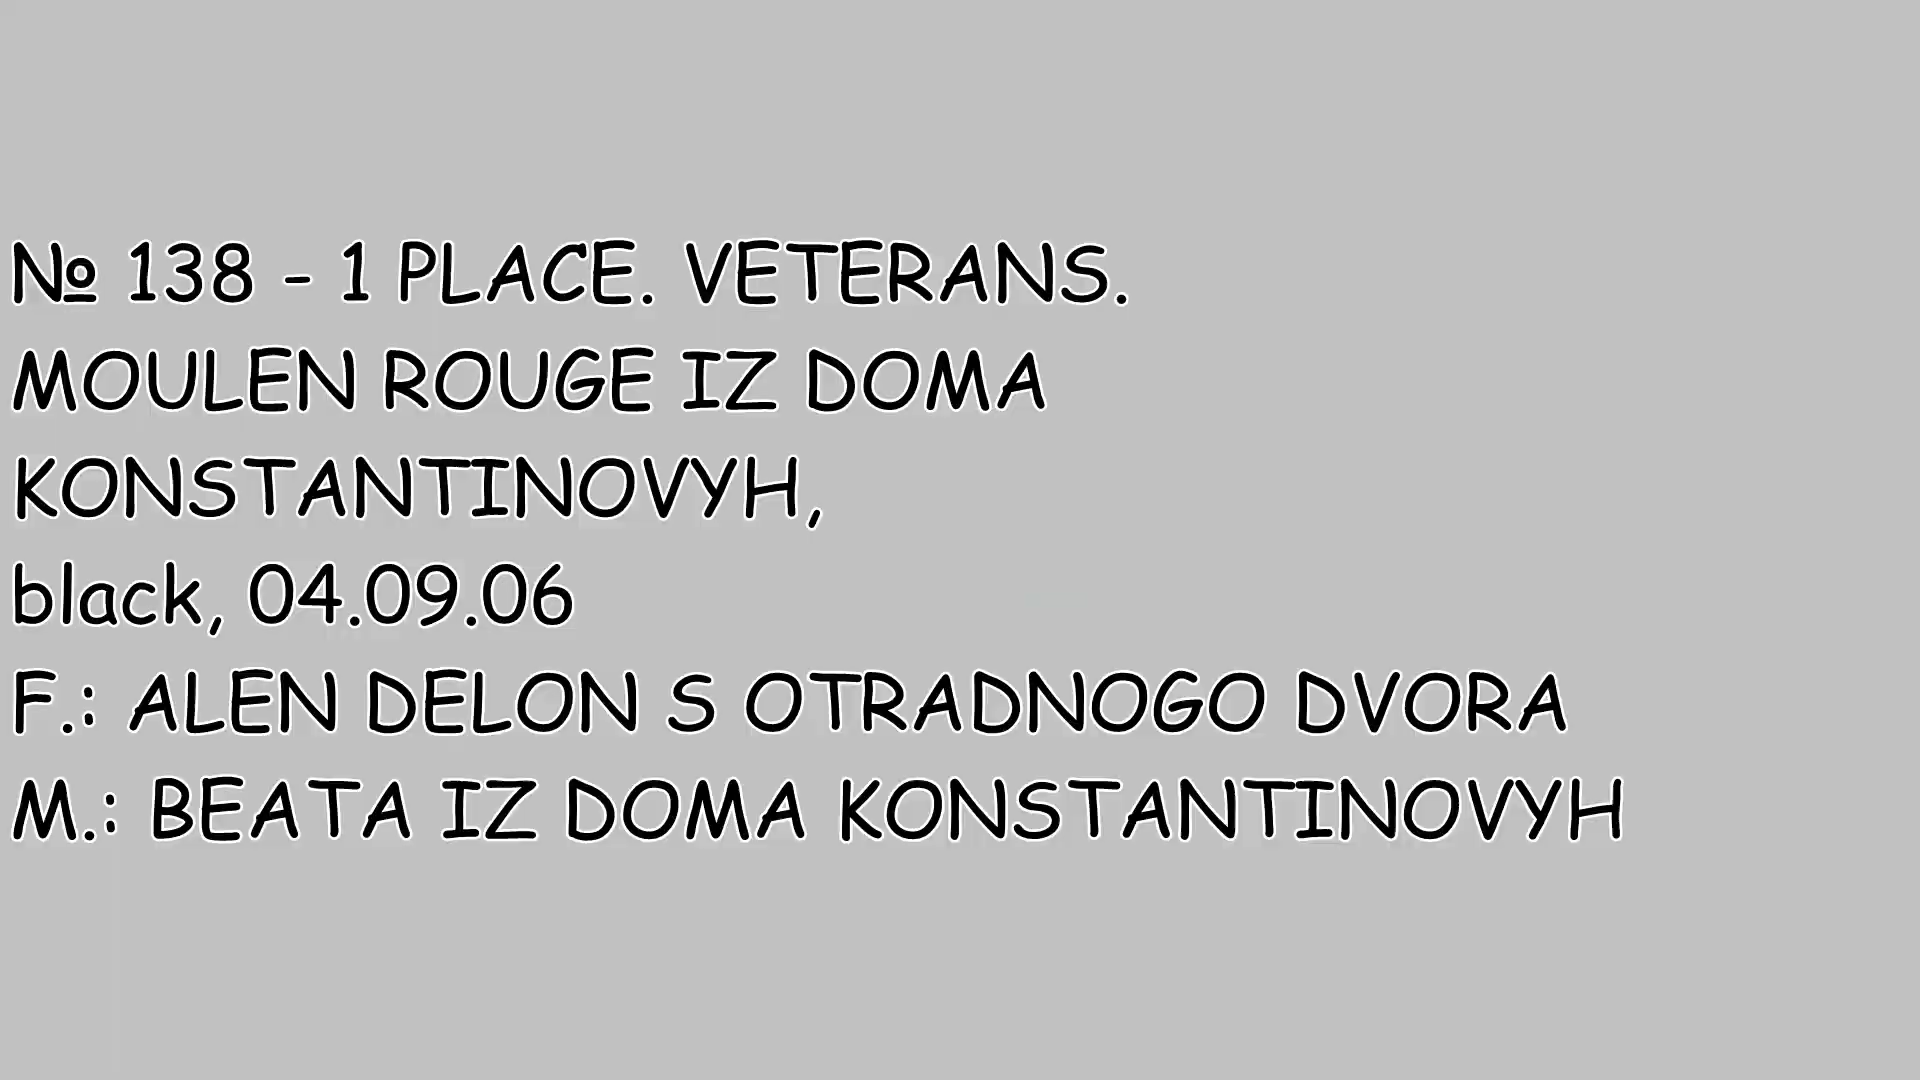 № 138 - 1 PLACE. VETERANS.
MOULEN ROUGE IZ DOMA
KONSTANTINOVYH,
black, 04.09.06
F.: ALEN DELON S OTRADNOGO DVORA
M.: BEATA IZ DOMA KONSTANTINOVYH